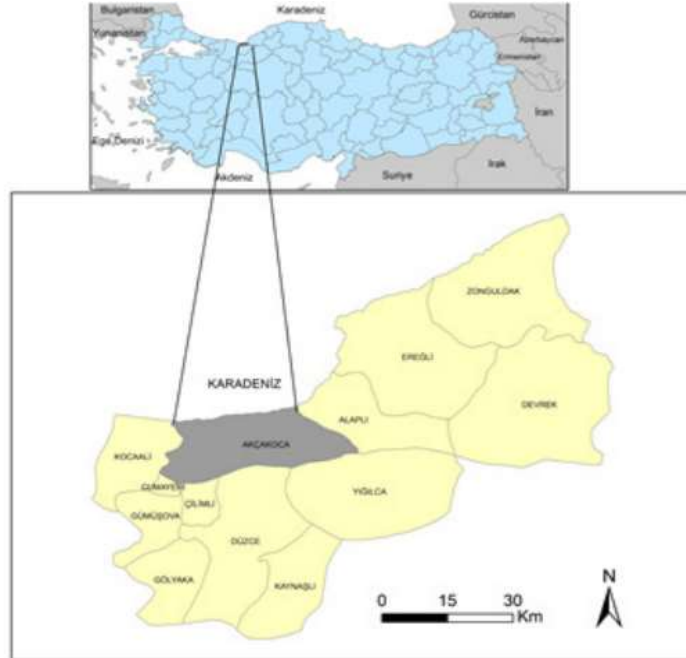 Bulgaristan
Karadeniz
Gürcistan
Yunanistan
Azerbaycan
Ermenistan
İran
Ege Denizi
Akdeniz
Suriye
Irak
ZONGULDAK
EREĞLİ
KARADENİZ
DEVREK
ALAPLI
AKÇAKOCA
KOCAALİ
CUMAYERİ
YIĞILCA
ÇİLİMLİ
GÜMÜŞOVA
DÜZCE
GÖLYAKA
KAYNAŞLI
N
0 15 30
Km